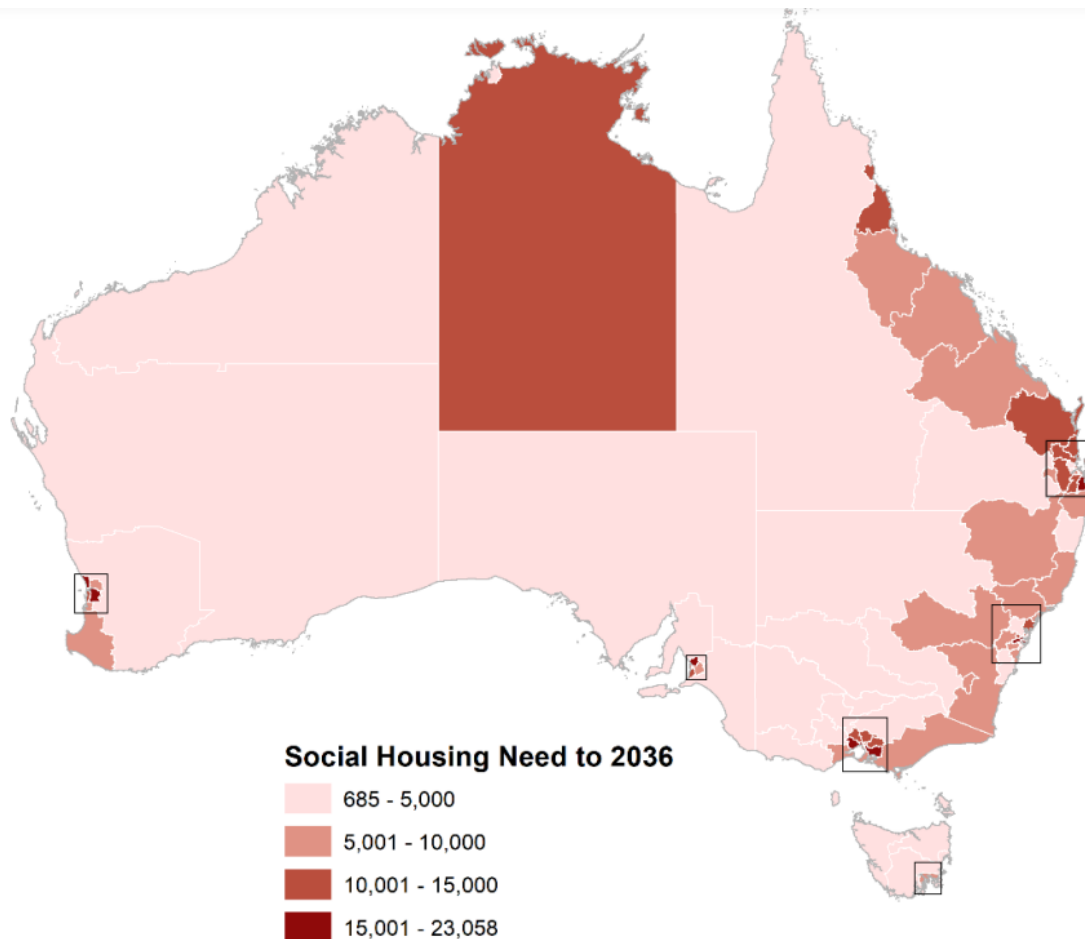 Social Housing Need to 2036
685 - 5,000
5,001 - 10,000
10,001 - 15,000
15,001 - 23,058